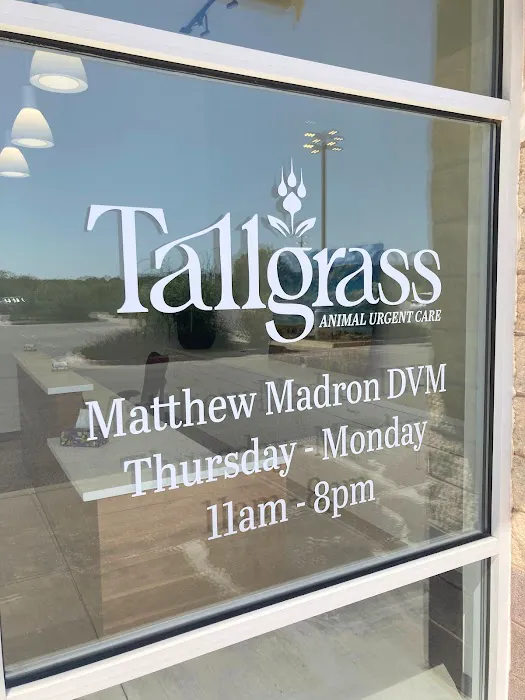 Tallgrass
ANIMAL URGENT CARE
Matthew Madron DVM
Thursday - Monday
11am - 8pm